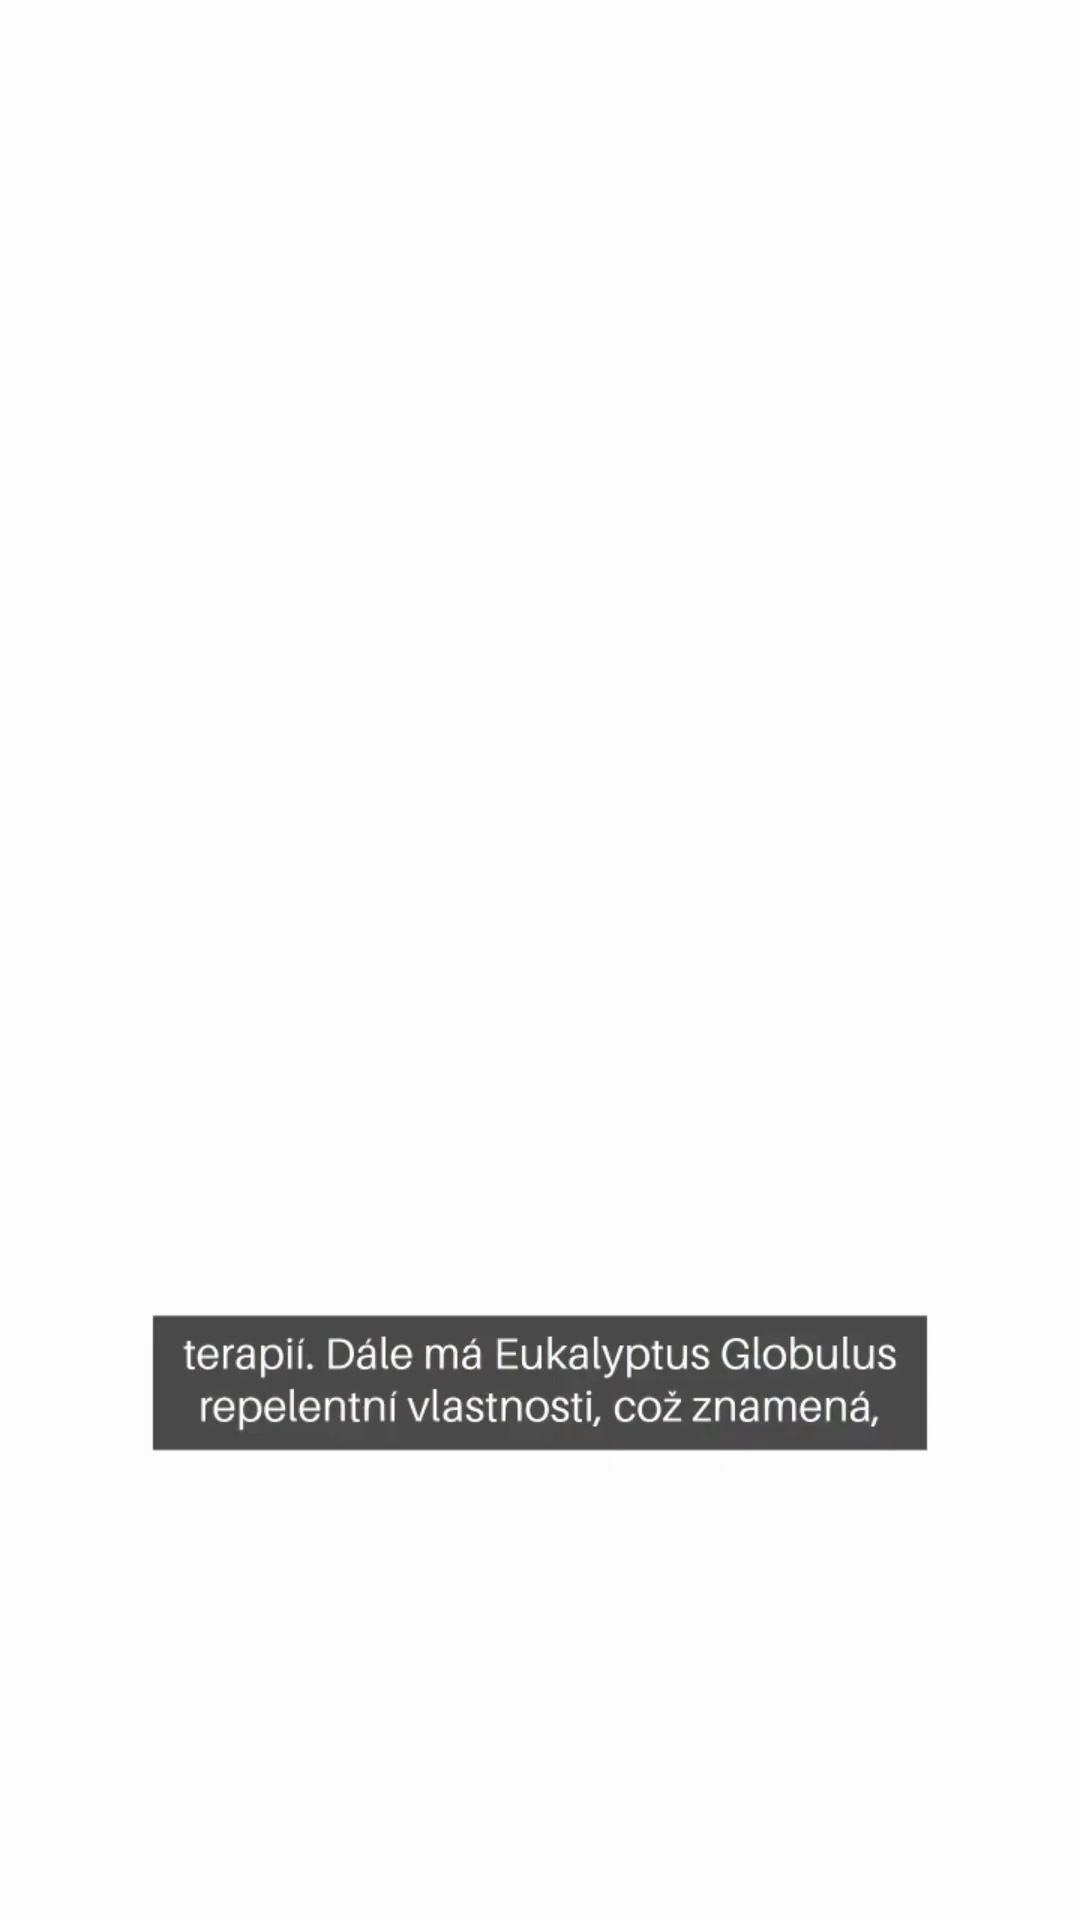 terapií. Dále má Eukalyptus Globulus
repelentní vlastnosti, což znamená,